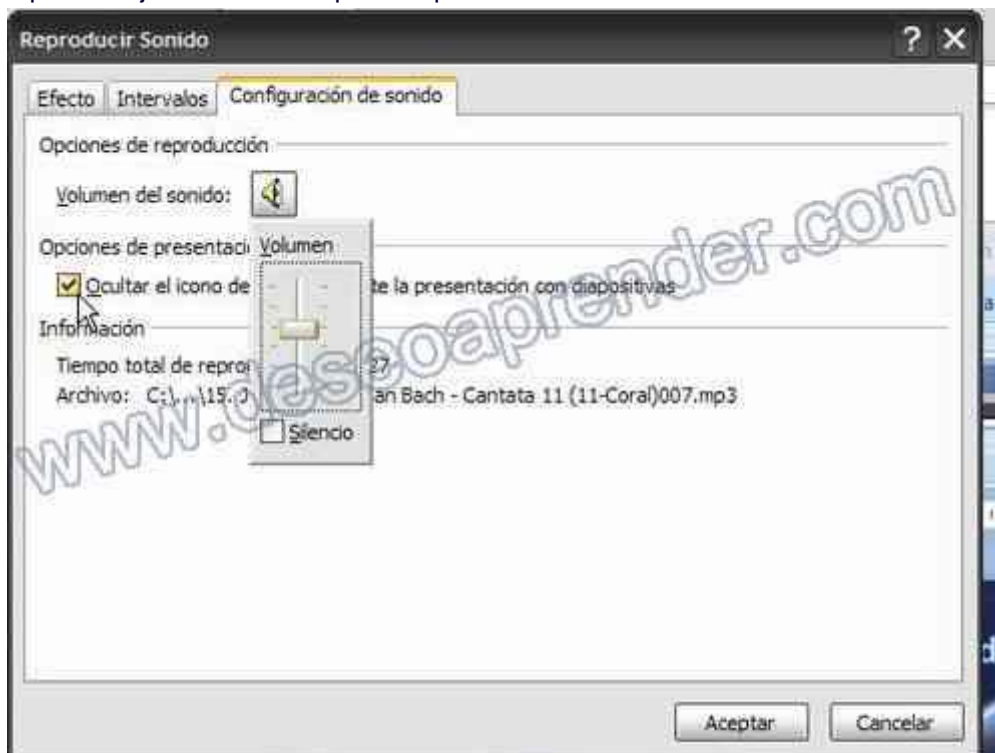 Reproducir Sonido
Efecto Intervalos Configuración de sonido
Opciones de reproducción
Volumen del sonido:
Opciones de presentaci Volumen
Ocultar el icono de te la presentación con diapositivas
Información
Tiempo total de repro 27
Archivo: C:\...\15. J an Bach - Cantata 11 (11-Coral)007.mp3
Silencio
www.deseoaprender.com
Aceptar Cancelar